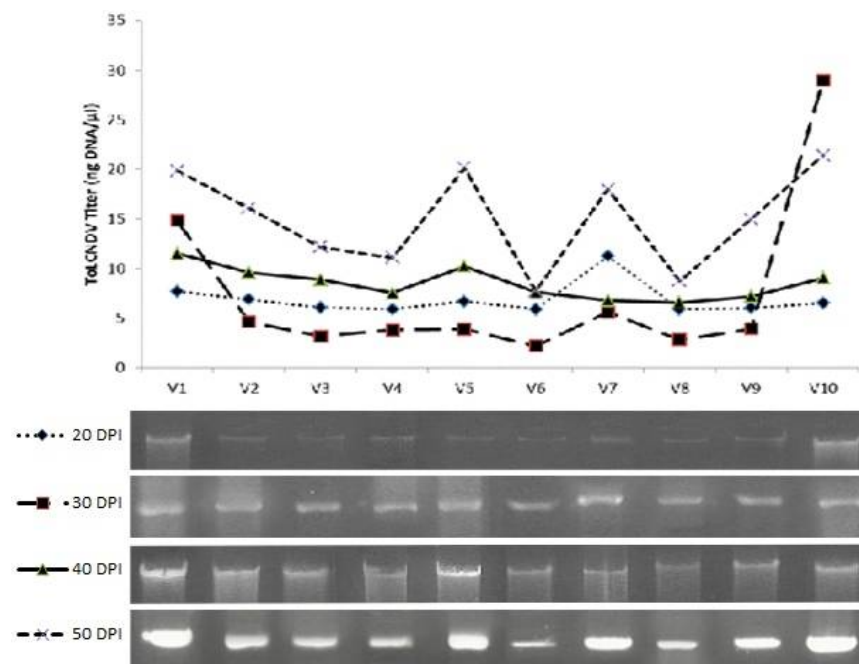 ToLCNDV Titer (ng DNA/µl)
35
30
25
20
15
10
5
0
V1 V2 V3 V4 V5 V6 V7 V8 V9 V10
20 DPI
30 DPI
40 DPI
50 DPI